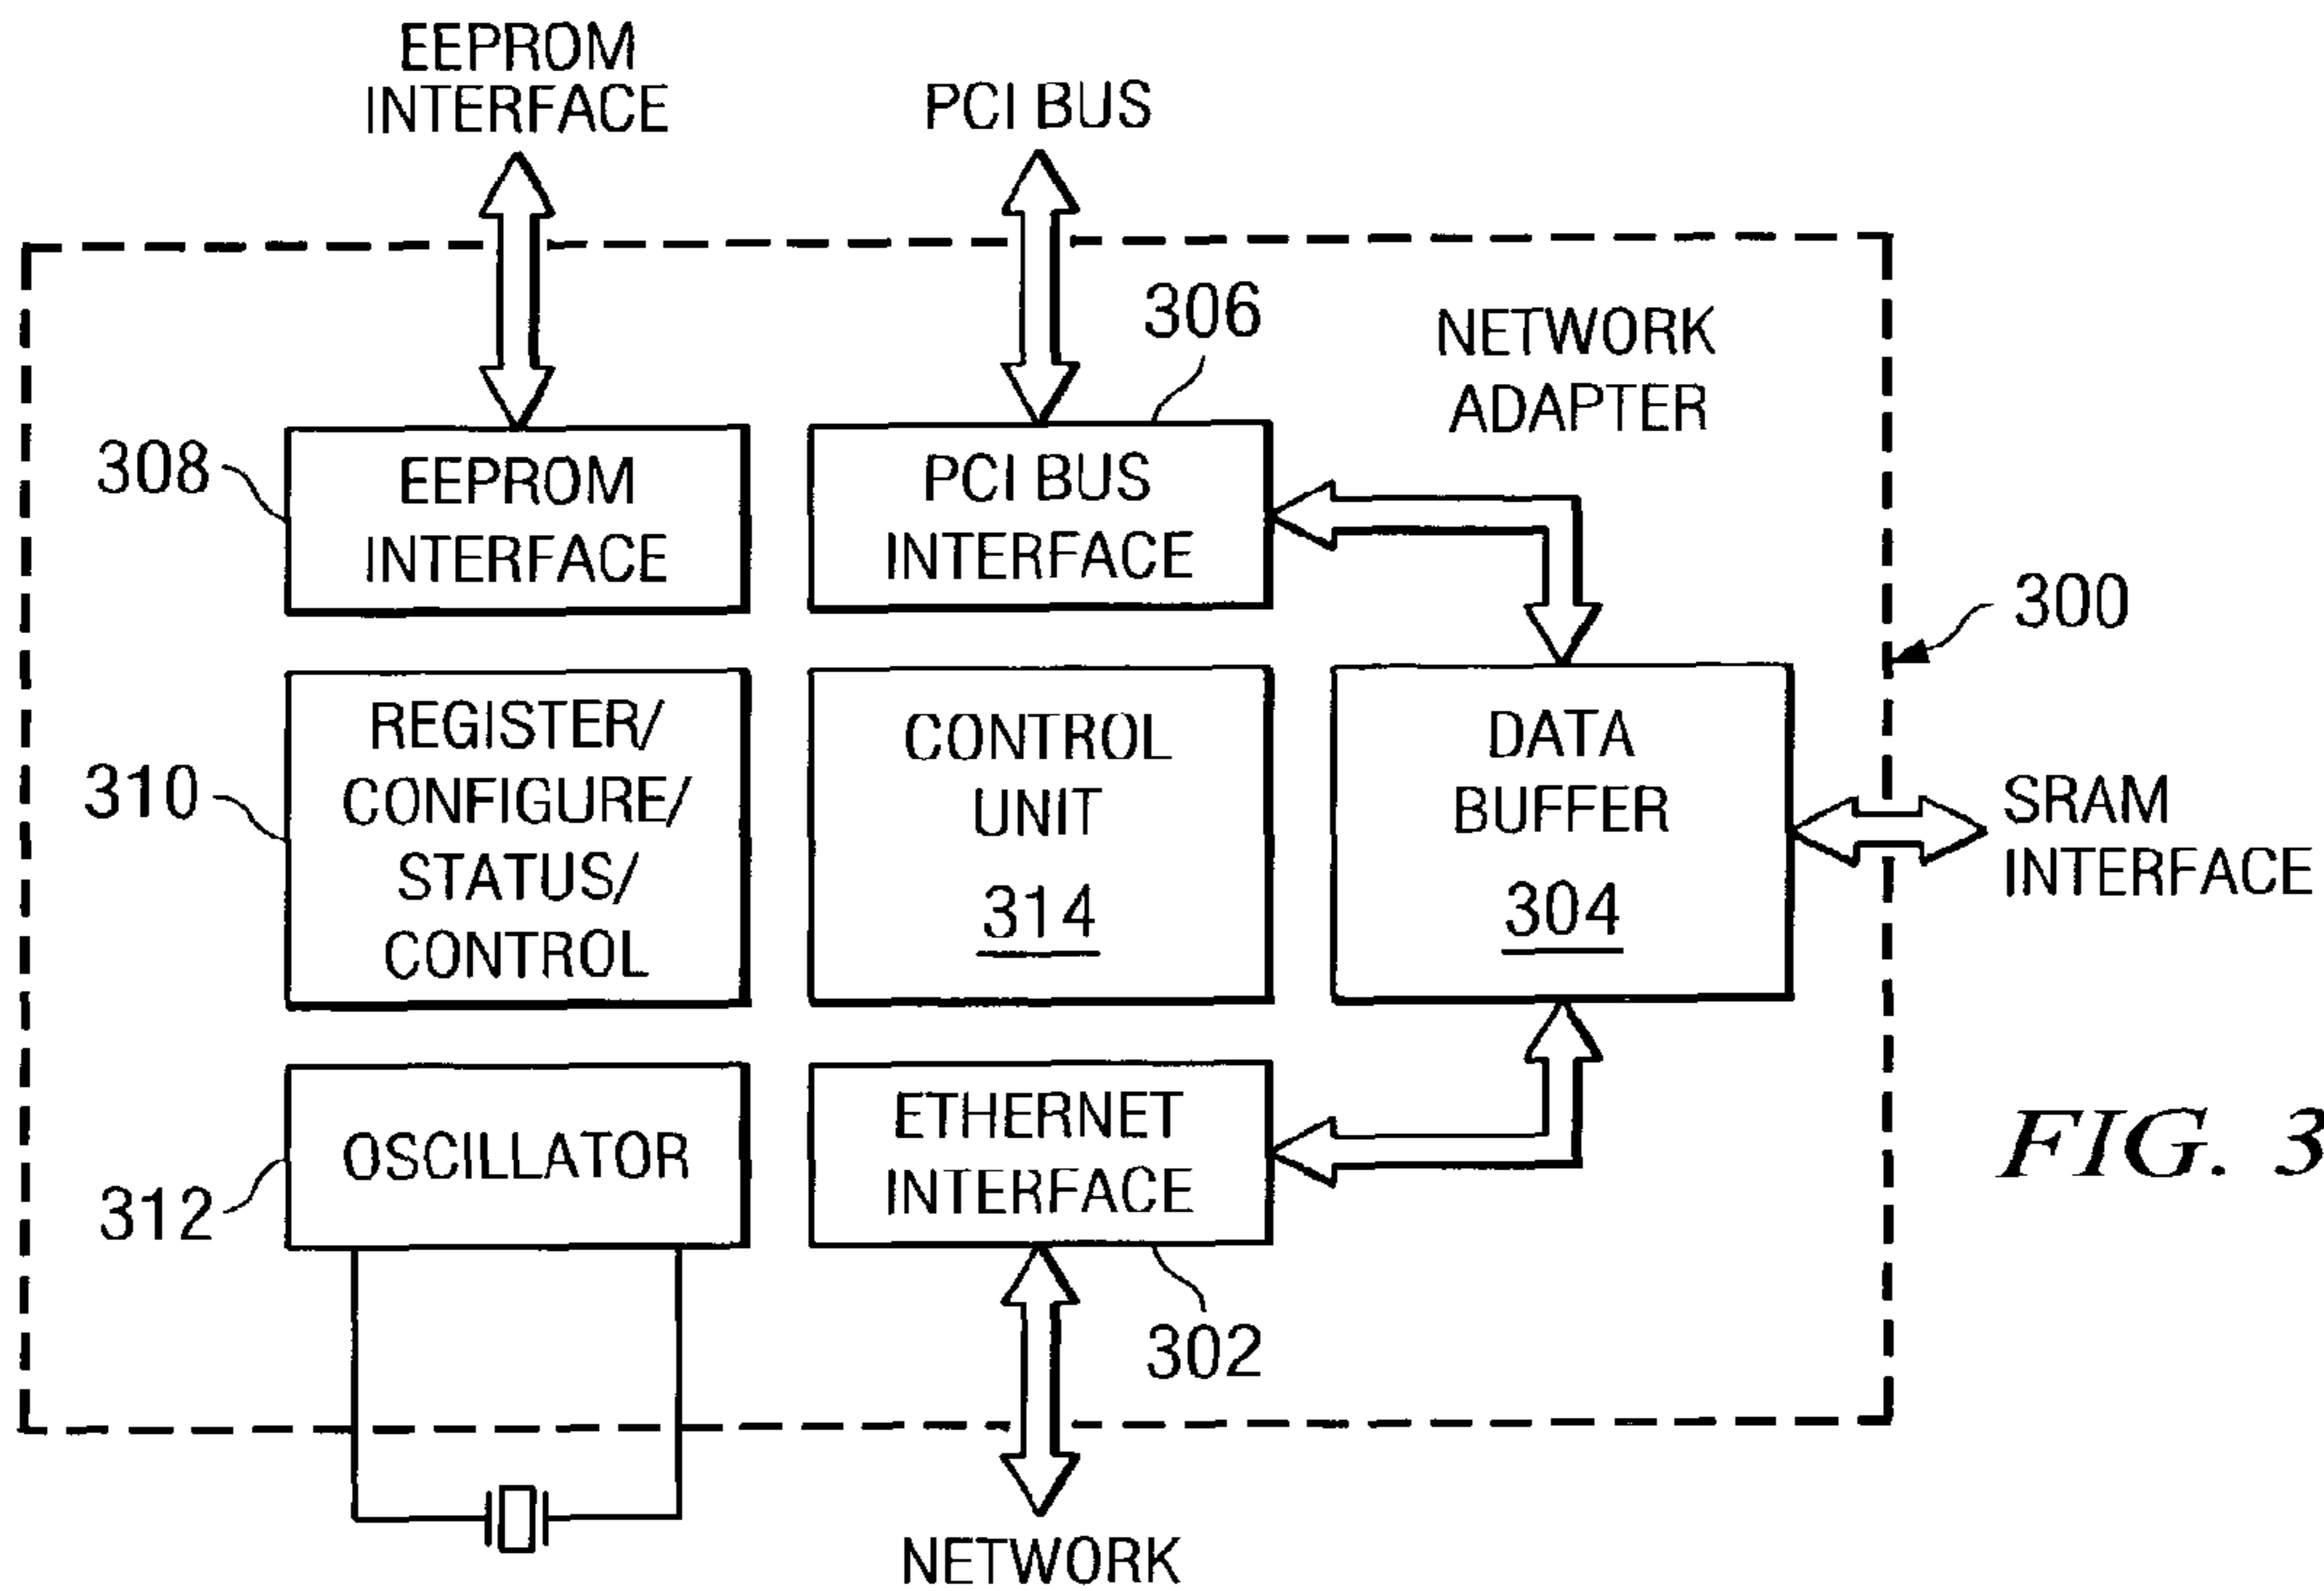 EEPROM
INTERFACE
PCI BUS
306
NETWORK
ADAPTER
308
EEPROM
INTERFACE
PCI BUS
INTERFACE
300
REGISTER/
CONFIGURE/
STATUS/
CONTROL
310
CONTROL
UNIT
314
DATA
BUFFER
304
SRAM
INTERFACE
OSCILLATOR
312
ETHERNET
INTERFACE
302
FIG. 3
NETWORK